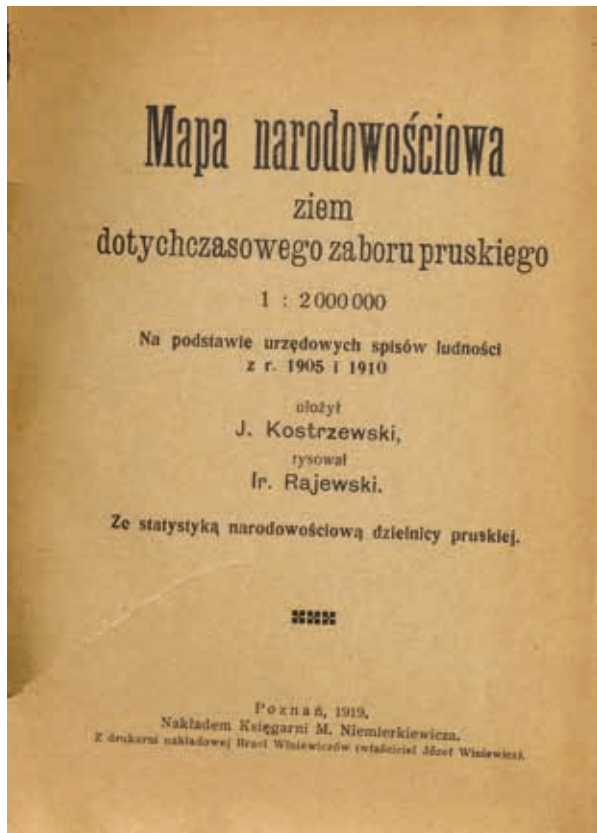 Mapa narodowościowa
ziem
dotychczasowego zaboru pruskiego
1 : 2 000 000
Na podstawie urzędowych spisów ludności
z r. 1905 i 1910
ułożył
J. Kostrzewski,
rysował
Ir. Rajewski.
Ze statystyką narodowościową dzielnicy pruskiej.
Poznań, 1919.
Nakładem Księgarni M. Niemierkiewicza.
Z drukarni nakładowej Braci Winiewiczów (właściciel Józef Winiewicz).